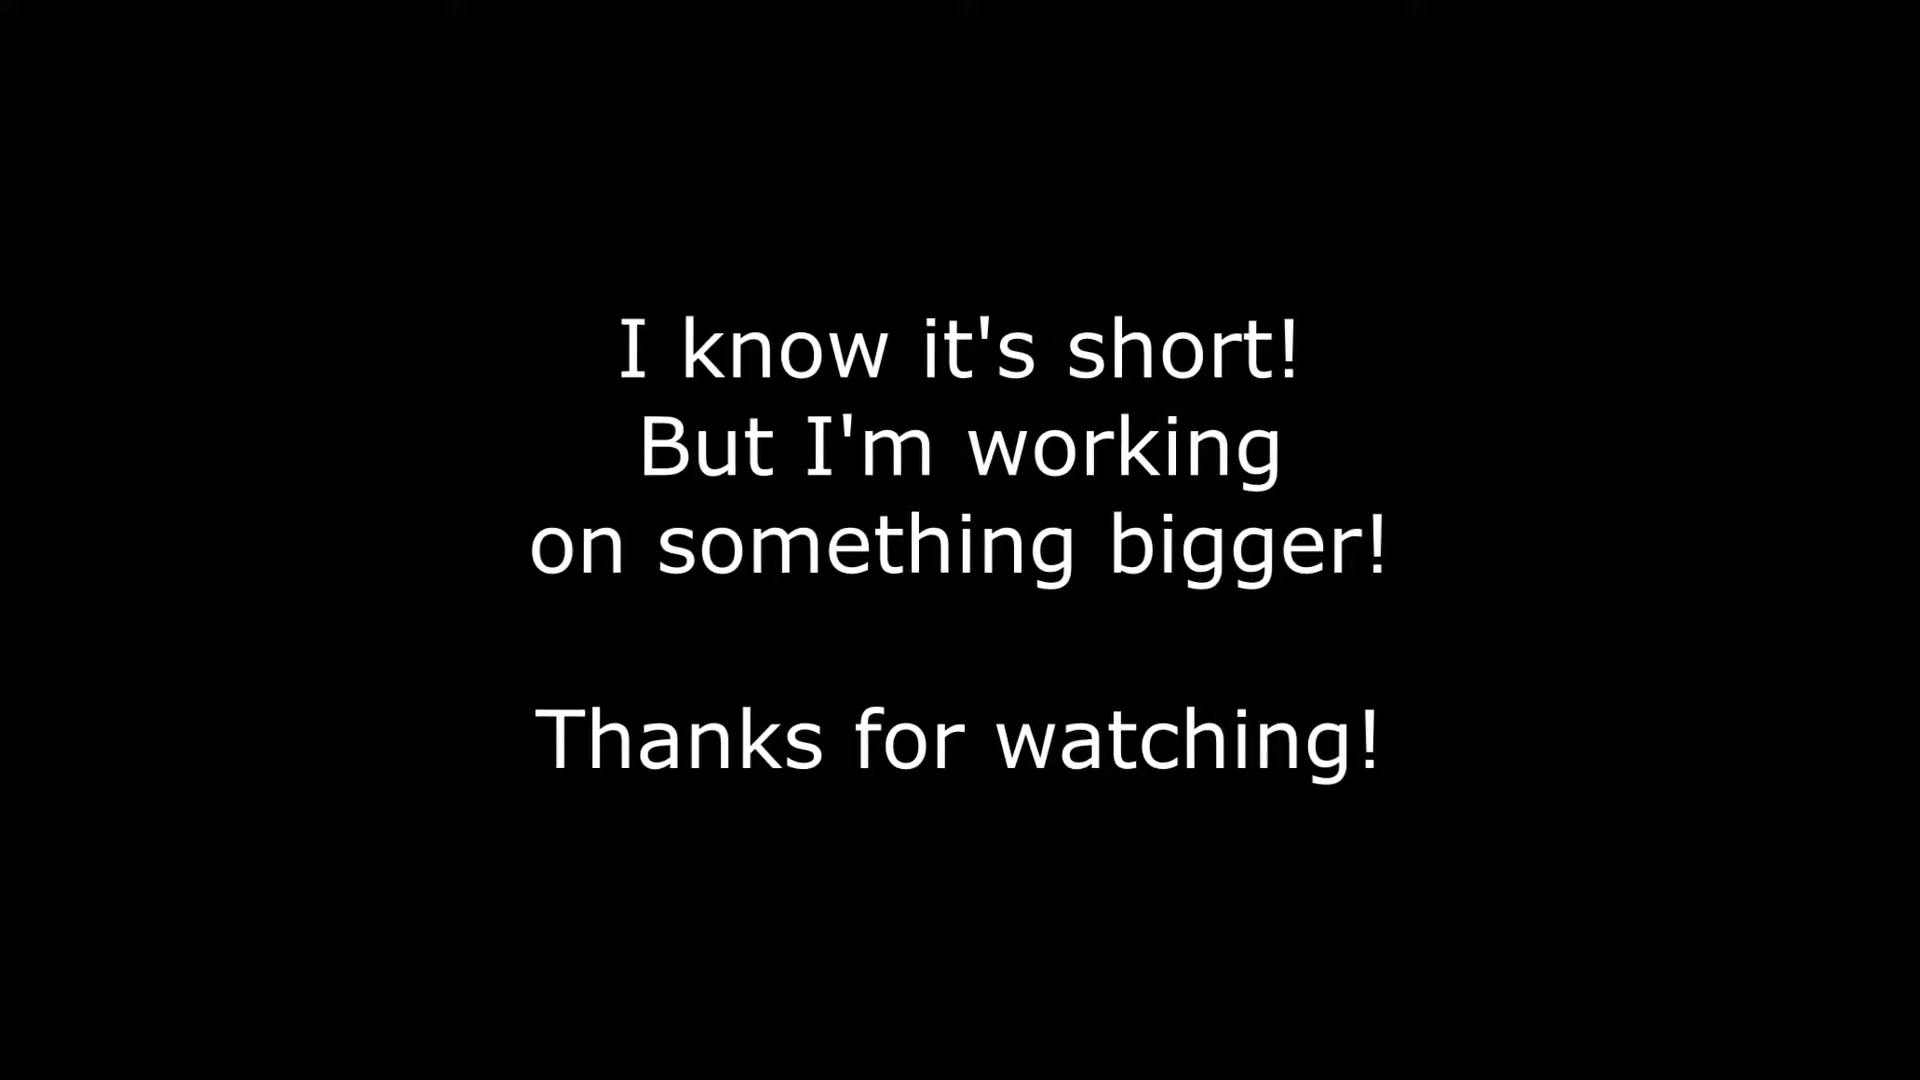 I know it's short!
But I'm working
on something bigger!
Thanks for watching!